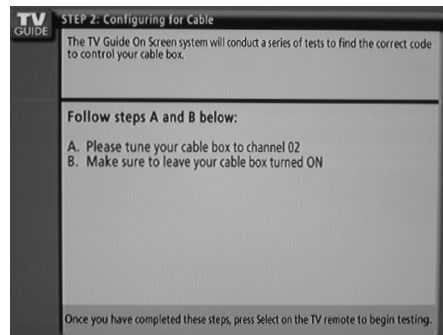 TV
GUIDE
STEP 2: Configuring for Cable
The TV Guide On Screen system will conduct a series of tests to find the correct code
to control your cable box.
Follow steps A and B below:
A. Please tune your cable box to channel 02
B. Make sure to leave your cable box turned ON
Once you have completed these steps, press Select on the TV remote to begin testing.